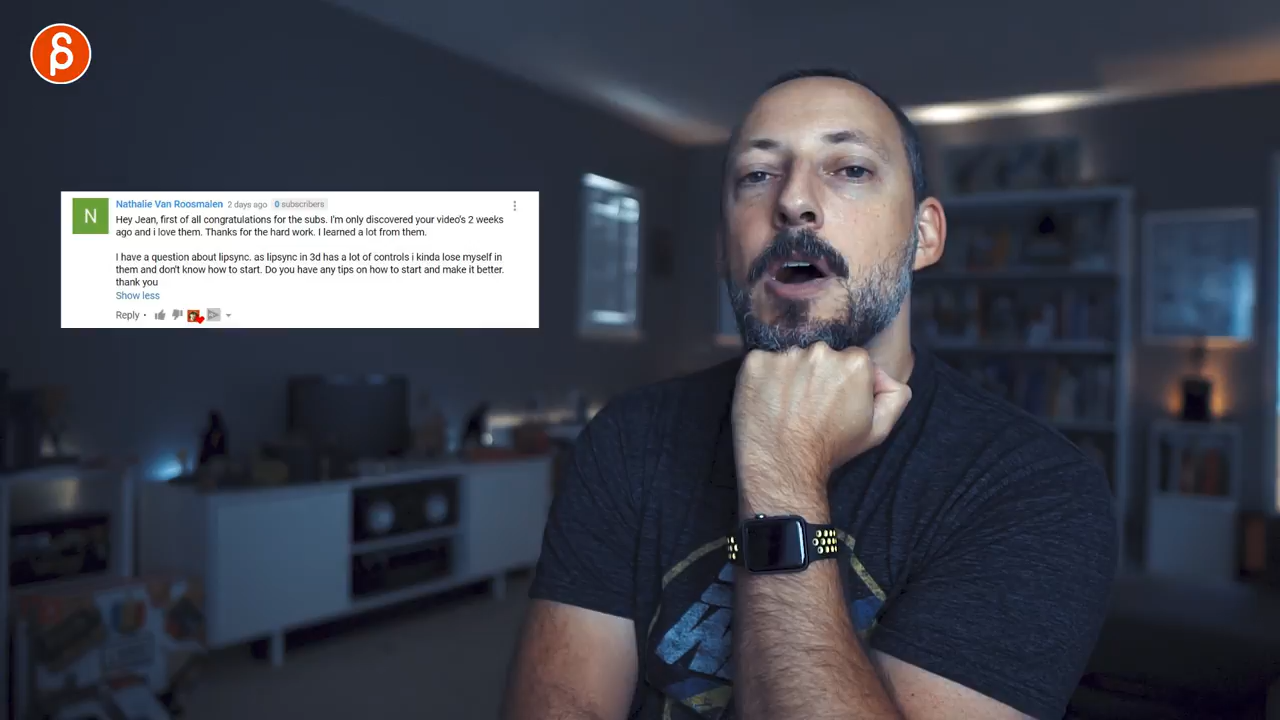 N
Nathalie Van Roosmalen 2 days ago 0 subscribers
Hey Jean, first of all congratulations for the subs. I'm only discovered your video's 2 weeks
ago and i love them. Thanks for the hard work. I learned a lot from them.
I have a question about lipsync. as lipsync in 3d has a lot of controls i kinda lose myself in
them and don't know how to start. Do you have any tips on how to start and make it better.
thank you
Show less
Reply